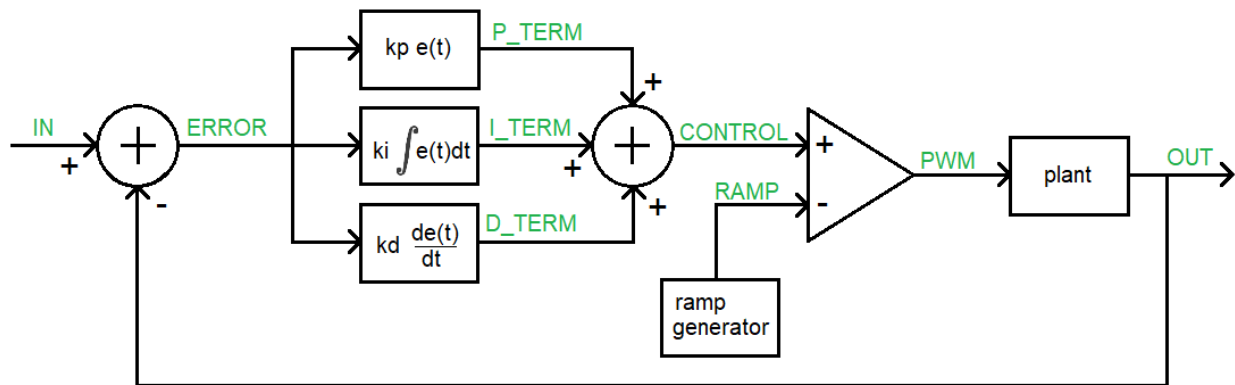 kp e(t)
P_TERM
+
IN
+
-
+
ERROR
ki ∫e(t)dt
I_TERM
+
+
CONTROL
+
-
RAMP
PWM
plant
OUT
kd de(t)
dt
D_TERM
+
ramp
generator